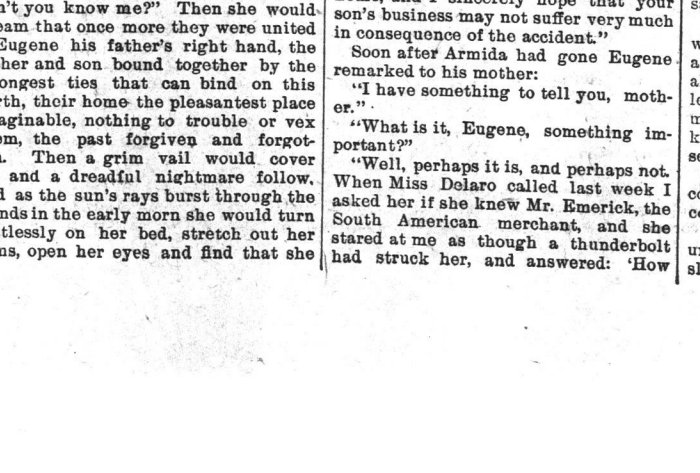 n't you know me?" Then she would
eam that once more they were united
Eugene his father's right hand, the
her and son bound together by the
ongest ties that can bind on this
rth, their home the pleasantest place
aginable, nothing to trouble or vex
em, the past forgiven and forgot-
Then a grim vail would cover
and a dreadful nightmare follow.
d as the sun's rays burst through the
nds in the early morn she would turn
tlessly on her bed, stretch out her
ns, open her eyes and find that she
hope that your
son's business may not suffer very much
in consequence of the accident."
Soon after Armida had gone Eugene
remarked to his mother:
"I have something to tell you, moth-
er."
"What is it, Eugene, something im-
portant?"
"Well, perhaps it is, and perhaps not.
When Miss Delaro called last week I
asked her if she knew Mr. Emerick, the
South American merchant, and she
stared at me as though a thunderbolt
had struck her, and answered: 'How